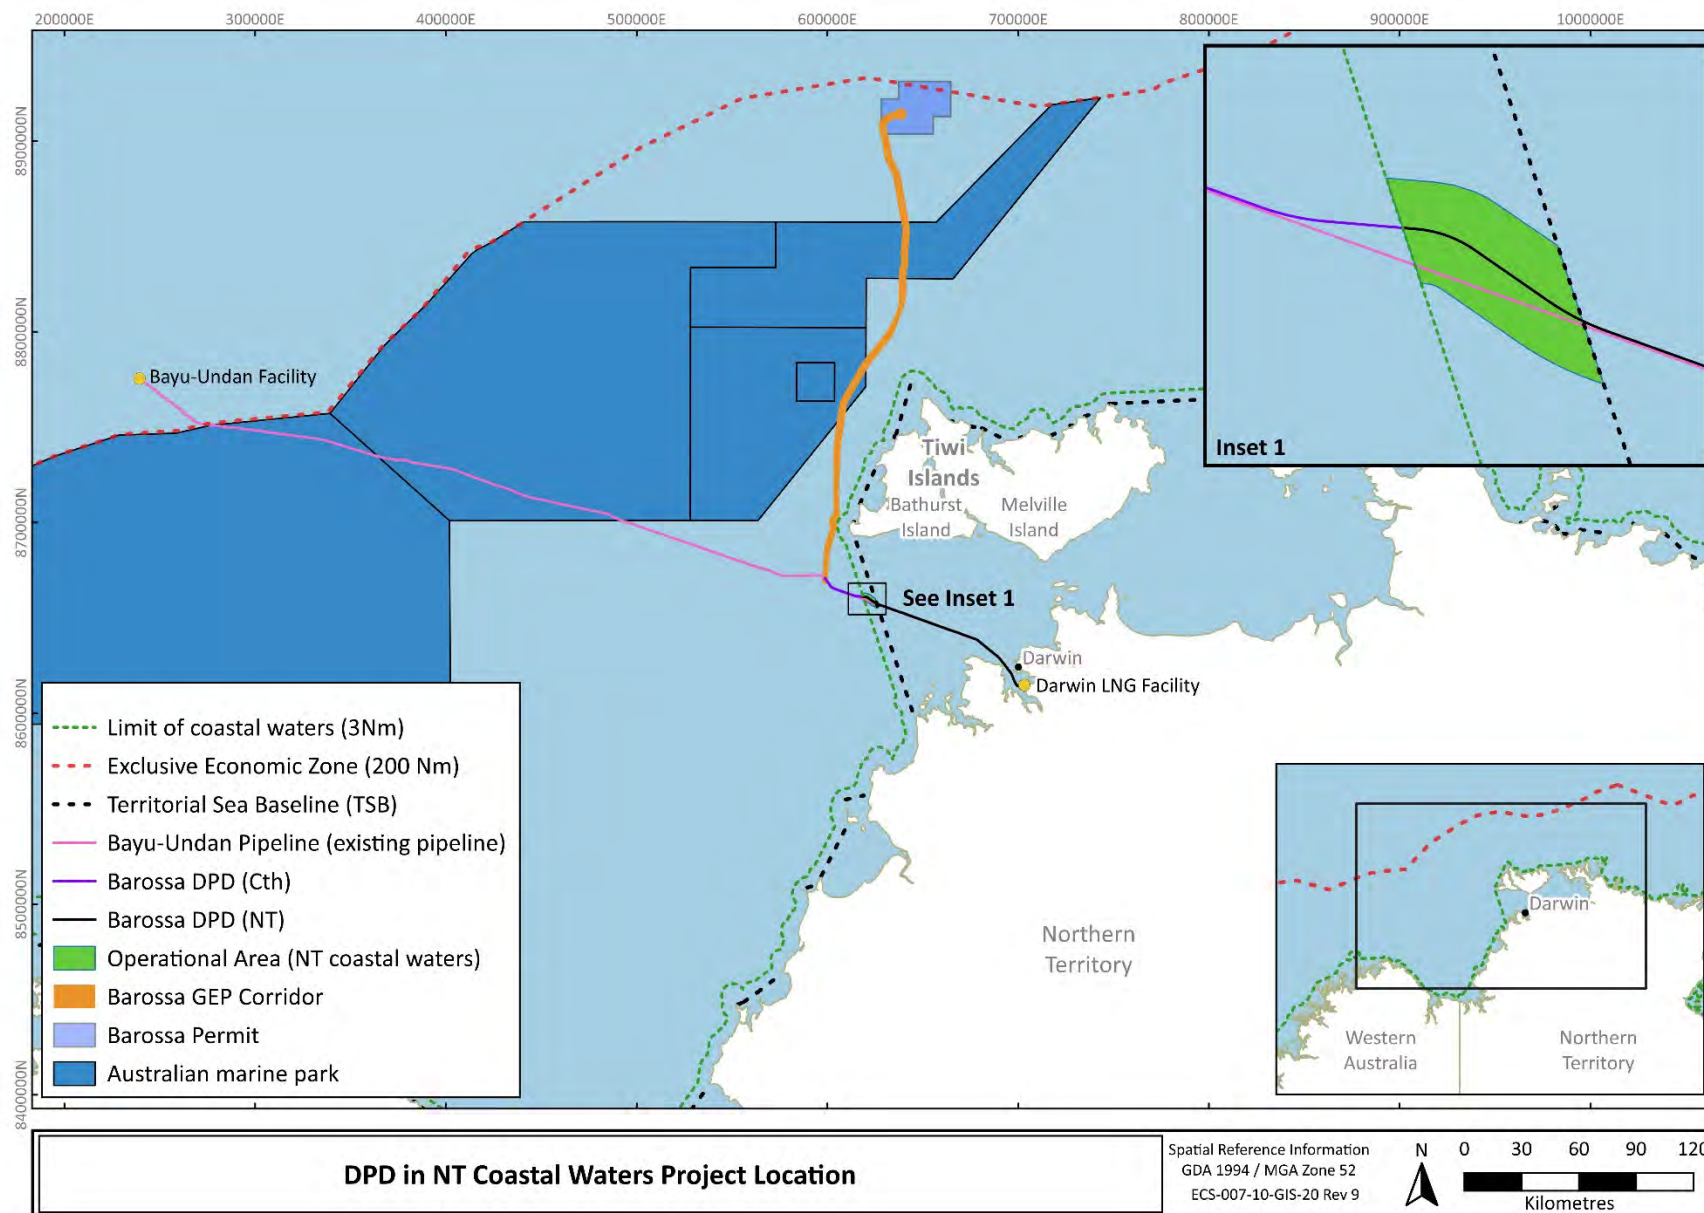 200000E 300000E 400000E 500000E 600000E 700000E 800000E 900000E 1000000E
8900000N
8800000N
8700000N
8600000N
8500000N
8400000N
Inset 1
Bayu-Undan Facility
Tiwi
Islands
Bathurst
Island
Melville
Island
See Inset 1
Darwin
Darwin LNG Facility
Northern
Territory
Limit of coastal waters (3Nm)
Exclusive Economic Zone (200 Nm)
Territorial Sea Baseline (TSB)
Bayu-Undan Pipeline (existing pipeline)
Barossa DPD (Cth)
Barossa DPD (NT)
Operational Area (NT coastal waters)
Barossa GEP Corridor
Barossa Permit
Australian marine park
Darwin
Western
Australia
Northern
Territory
DPD in NT Coastal Waters Project Location
Spatial Reference Information
GDA 1994 / MGA Zone 52
ECS-007-10-GIS-20 Rev 9
N
0 30 60 90 120
Kilometres